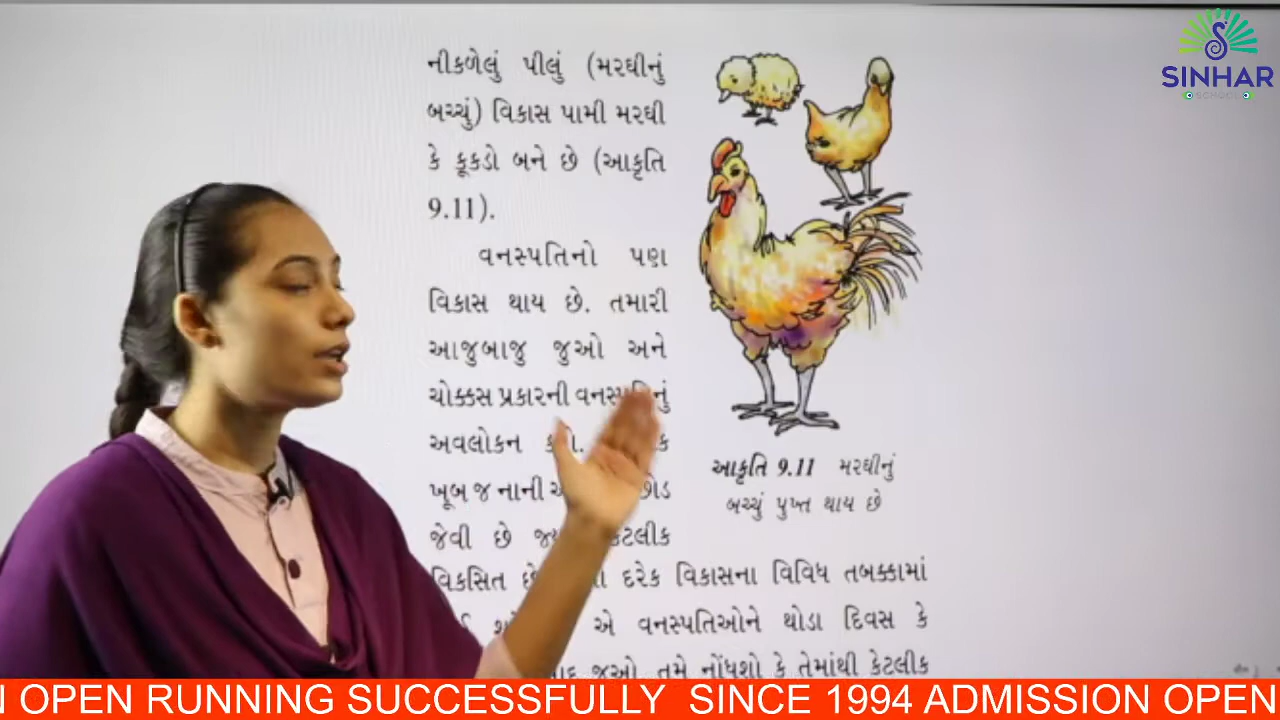 નીકળેલું પીલું (મરઘીનું
બચ્ચું) વિકાસ પામી મરઘી
કે કૂકડો બને છે (આકૃતિ
9.11).
વનસ્પતિનો પણ
વિકાસ થાય છે. તમારી
આજુબાજુ જુઓ અને
ચોક્કસ પ્રકારની
અવલોકન
ખૂબ જ નાની
જેવી છે
વિકસિત દરેક વિકાસના વિવિધ તબક્કામાં
એ વનસ્પતિઓને થોડા દિવસ કે
જુઓ. તમે નોંધશો કે તેમાંથી કેટલીક
આકૃતિ 9.11 મરઘીનું
બચ્ચું પુખ્ત થાય છે
SINHAR
SCHOOL
OPEN RUNNING SUCCESSFULLY SINCE 1994 ADMISSION OPEN